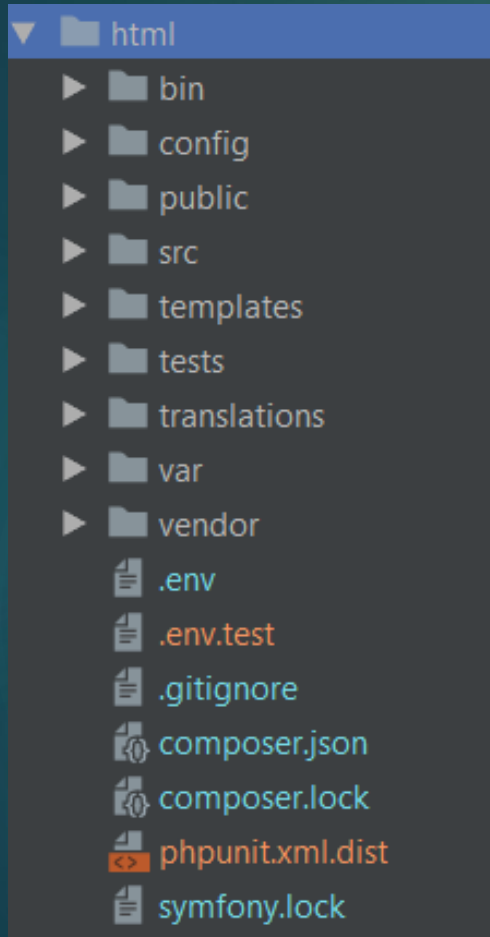 html
bin
config
public
src
templates
tests
translations
var
vendor
.env
.env.test
.gitignore
composer.json
composer.lock
phpunit.xml.dist
symfony.lock